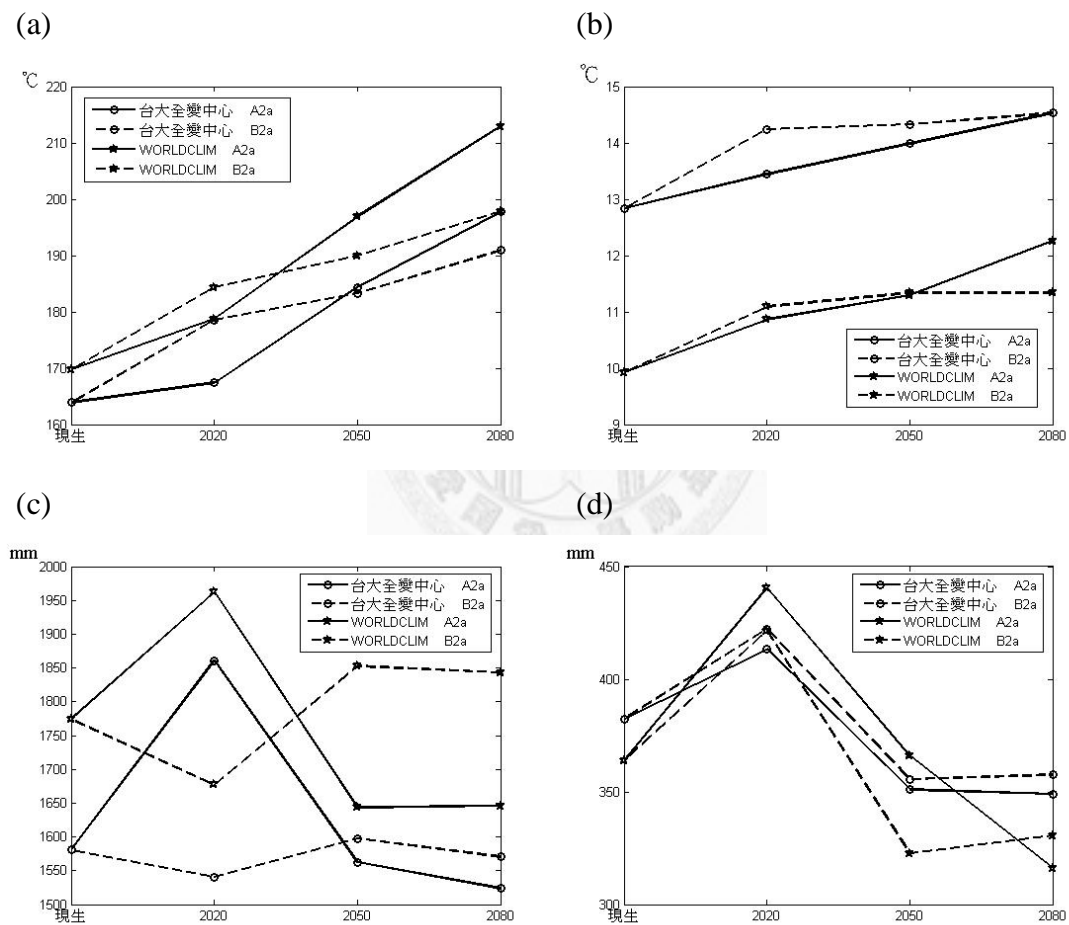 (a)
(b)
℃
220
210
200
190
180
170
160
台大全變中心 A2a
台大全變中心 B2a
WORLDCLIM A2a
WORLDCLIM B2a
現生
2020
2050
2080
℃
15
14
13
12
11
10
9
台大全變中心 A2a
台大全變中心 B2a
WORLDCLIM A2a
WORLDCLIM B2a
現生
2020
2050
2080
(c)
(d)
mm
2000
1950
1900
1850
1800
1750
1700
1650
1600
1550
1500
台大全變中心 A2a
台大全變中心 B2a
WORLDCLIM A2a
WORLDCLIM B2a
現生
2020
2050
2080
mm
450
400
350
300
台大全變中心 A2a
台大全變中心 B2a
WORLDCLIM A2a
WORLDCLIM B2a
現生
2020
2050
2080